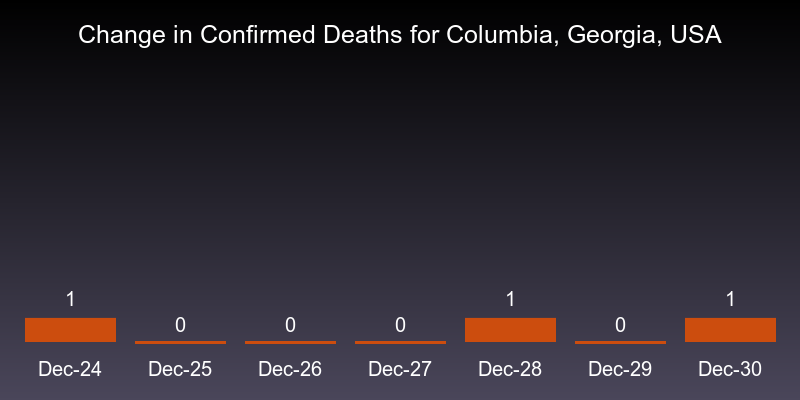 Change in Confirmed Deaths for Columbia, Georgia, USA
1 0 0 0 1 0 1
Dec-24 Dec-25 Dec-26 Dec-27 Dec-28 Dec-29 Dec-30